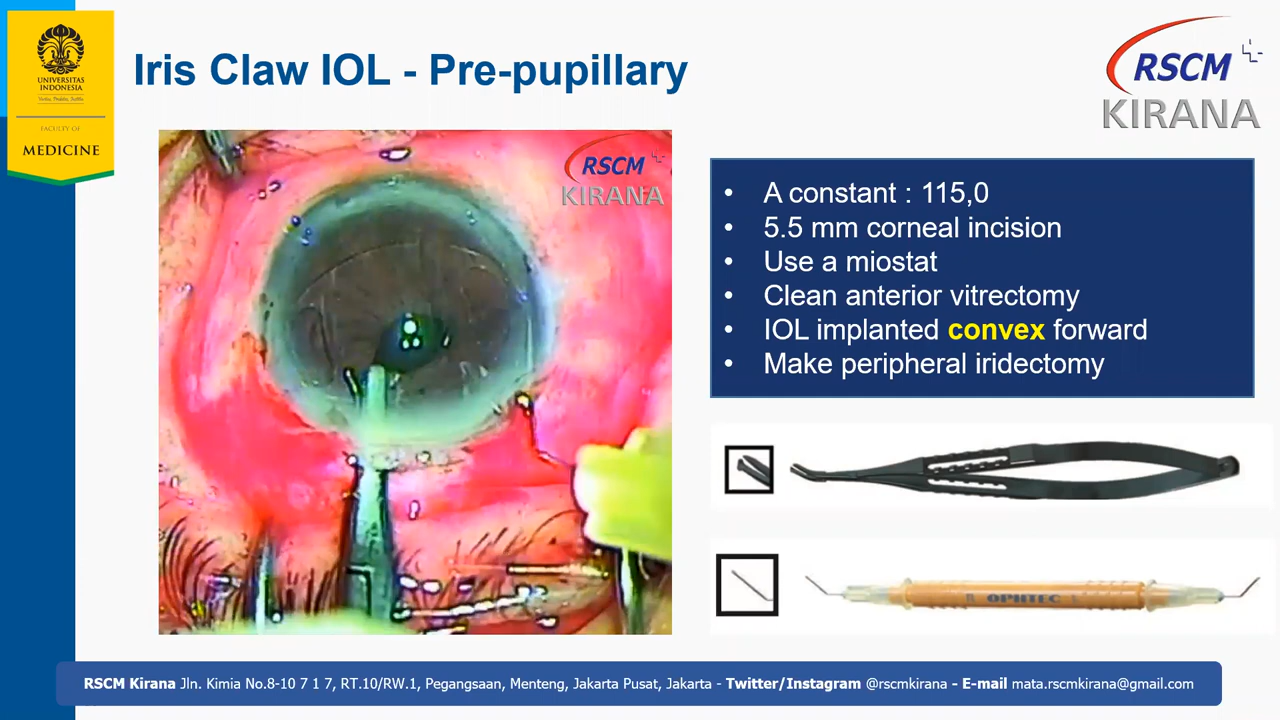 UNIVERSITAS
INDONESIA
Veritas, Probitas, Iustitia
FACULTY OF
MEDICINE
Iris Claw IOL - Pre-pupillary
RSCM
KIRANA
RSCM
KIRANA
• A constant : 115,0
• 5.5 mm corneal incision
• Use a miostat
• Clean anterior vitrectomy
• IOL implanted convex forward
• Make peripheral iridectomy
OPHTEC
RSCM Kirana Jln. Kimia No.8-10 7 1 7, RT.10/RW.1, Pegangsaan, Menteng, Jakarta Pusat, Jakarta - Twitter/Instagram @rscmkirana - E-mail mata.rscmkirana@gmail.com